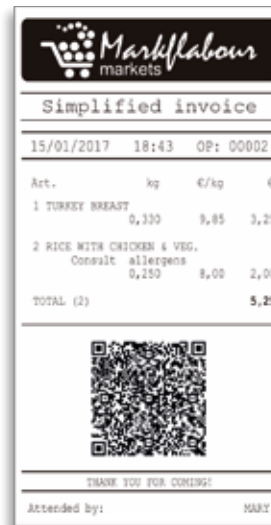 Markflabour
markets
Simplified invoice
15/01/2017 18:43 OP: 00002
Art. kg €/kg €
1 TURKEY BREAST
0,330 9,85 3,25
2 RICE WITH CHICKEN & VEG.
Consult allergens
0,250 8,00 2,00
TOTAL (2) 5,25
THANK YOU FOR COMING!
Attended by: MARY